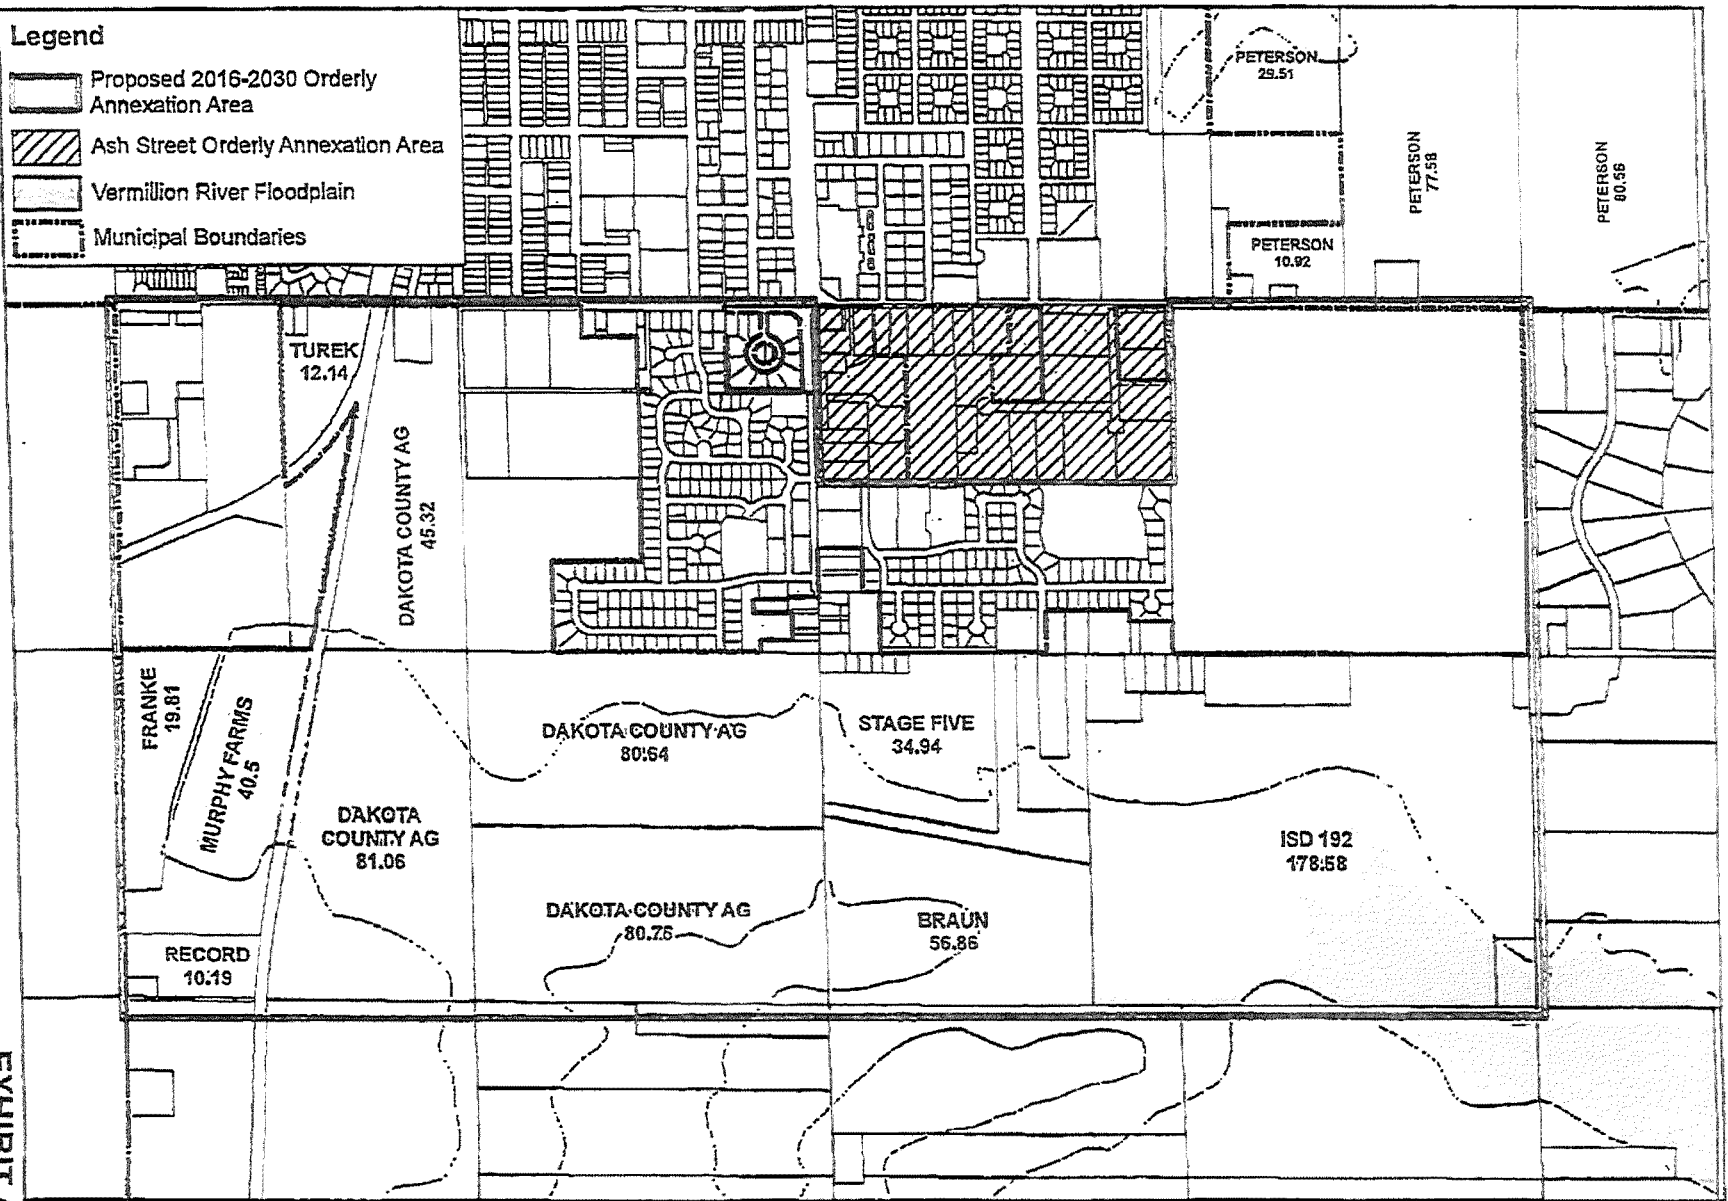 Legend
Proposed 2016-2030 Orderly
Annexation Area
Ash Street Orderly Annexation Area
Vermillion River Floodplain
Municipal Boundaries
PETERSON
29.51
PETERSON
77.58
PETERSON
80.56
PETERSON
10.92
TUREK
12.14
DAKOTA COUNTY AG
45.32
FRANKE
19.81
MURPHY FARMS
40.5
DAKOTA COUNTY AG
80.64
STAGE FIVE
34.94
DAKOTA
COUNTY AG
81.06
ISD 192
178.58
DAKOTA COUNTY AG
80.76
BRAUN
56.86
RECORD
10.19
EXHIBIT